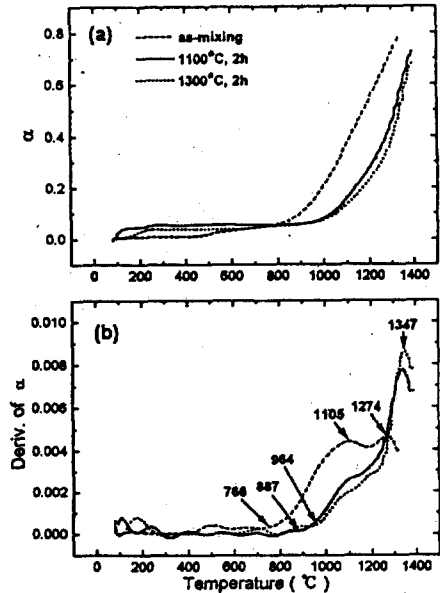 (a)
as-mixing
1100°C, 2h
1300°C, 2h
0.8
0.6
0.4
0.2
0.0
α
0 200 400 600 800 1000 1200 1400
(b)
0.010
0.008
0.006
0.004
0.002
0.000
Deriv. of α
1347
1274
1105
964
887
766
0 200 400 600 800 1000 1200 1400
Temperature (℃)